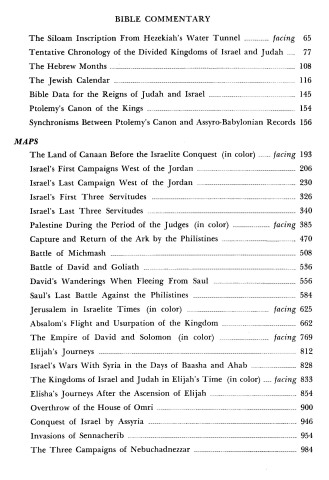 BIBLE COMMENTARY
The Siloam Inscription From Hezekiah's Water Tunnel ........... facing 65
Tentative Chronology of the Divided Kingdoms of Israel and Judah .... 77
The Hebrew Months ........... 108
The Jewish Calendar ........... 116
Bible Data for the Reigns of Judah and Israel ........... 145
Ptolemy's Canon of the Kings ........... 154
Synchronisms Between Ptolemy's Canon and Assyro-Babylonian Records 156
MAPS
The Land of Canaan Before the Israelite Conquest (in color) ...... facing 193
Israel's First Campaigns West of the Jordan ........... 206
Israel's Last Campaign West of the Jordan ........... 230
Israel's First Three Servitudes ........... 326
Israel's Last Three Servitudes ........... 340
Palestine During the Period of the Judges (in color) ........... facing 385
Capture and Return of the Ark by the Philistines ........... 470
Battle of Michmash ........... 508
Battle of David and Goliath ........... 536
David's Wanderings When Fleeing From Saul ........... 556
Saul's Last Battle Against the Philistines ........... 584
Jerusalem in Israelite Times (in color) ........... facing 625
Absalom's Flight and Usurpation of the Kingdom ........... 662
The Empire of David and Solomon (in color) ........... facing 769
Elijah's Journeys ........... 812
Israel's Wars With Syria in the Days of Baasha and Ahab ........... 828
The Kingdoms of Israel and Judah in Elijah's Time (in color) .... facing 833
Elisha's Journeys After the Ascension of Elijah ........... 854
Overthrow of the House of Omri ........... 900
Conquest of Israel by Assyria ........... 946
Invasions of Sennacherib ........... 954
The Three Campaigns of Nebuchadnezzar ........... 984